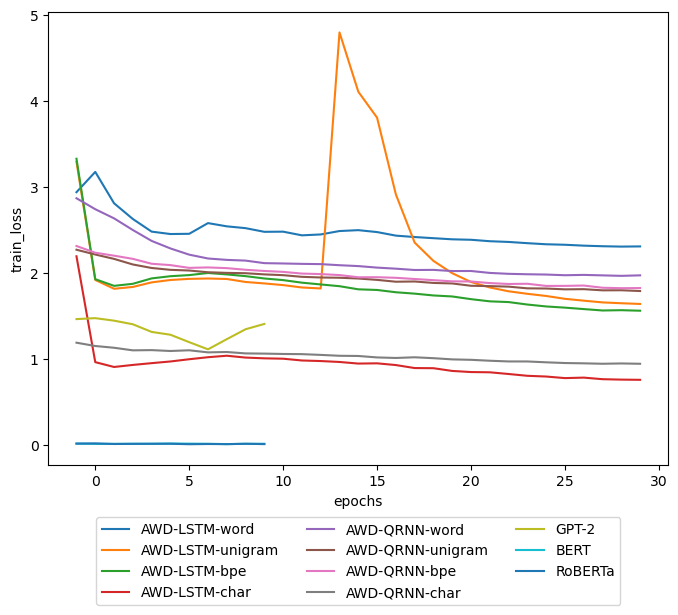 5
4
3
2
1
0
train_loss
0 5 10 15 20 25 30
epochs
AWD-LSTM-word AWD-QRNN-word GPT-2
AWD-LSTM-unigram AWD-QRNN-unigram BERT
AWD-LSTM-bpe AWD-QRNN-bpe RoBERTa
AWD-LSTM-char AWD-QRNN-char